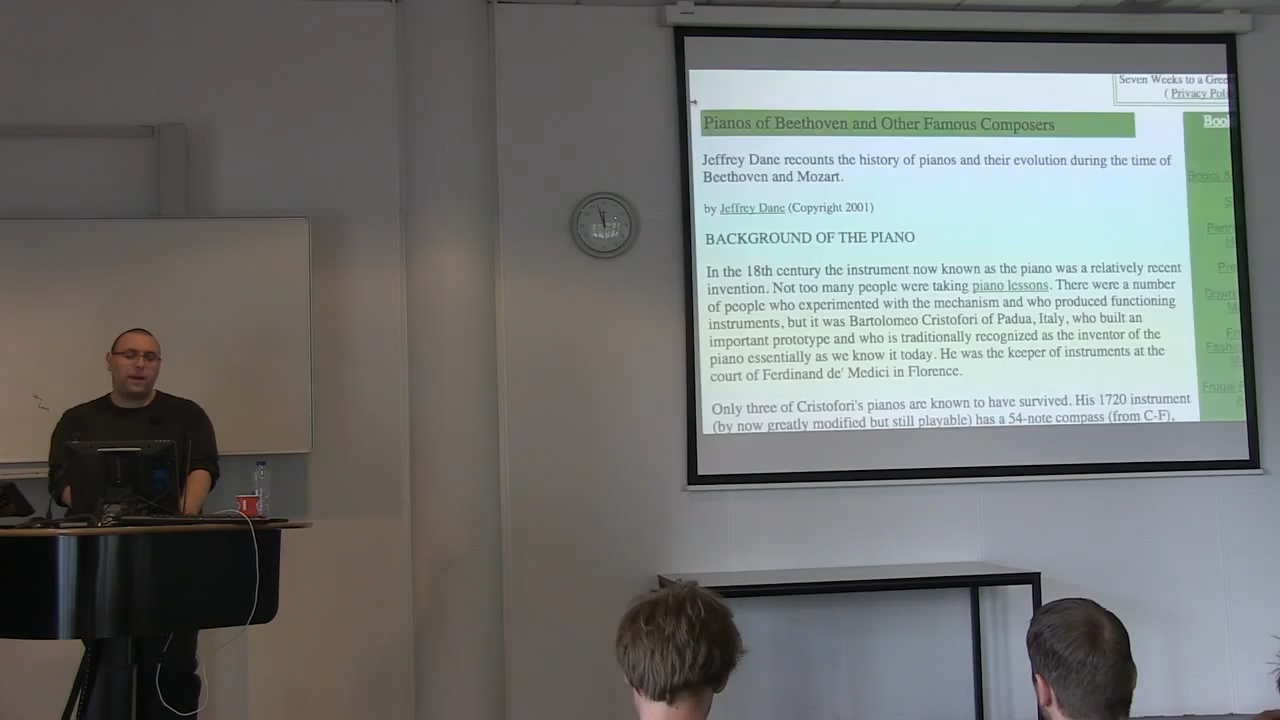 Seven Weeks to a
( Privacy
Pianos of Beethoven and Other Famous Composers
Jeffrey Dane recounts the history of pianos and their evolution during the time of
Beethoven and Mozart.
by Jeffrey Dane (Copyright 2001)
BACKGROUND OF THE PIANO
In the 18th century the instrument now known as the piano was a relatively recent
invention. Not too many people were taking piano lessons. There were a number
of people who experimented with the mechanism and who produced functioning
instruments, but it was Bartolomeo Cristofori of Padua, Italy, who built an
important prototype and who is traditionally recognized as the inventor of the
piano essentially as we know it today. He was the keeper of instruments at the
court of Ferdinand de' Medici in Florence.
Only three of Cristofori's pianos are known to have survived. His 1720 instrument
(by now greatly modified but still playable) has a 54-note compass (from C-F),
Books &